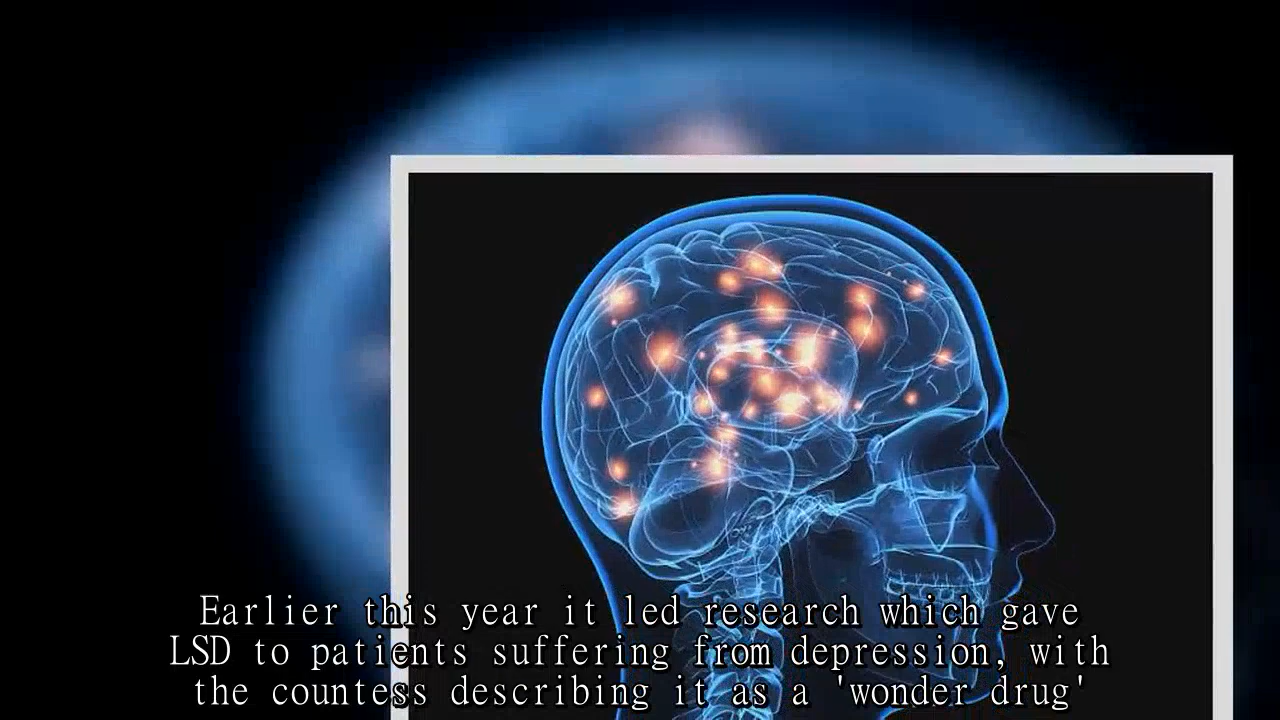 Earlier this year it led research which gave
LSD to patients suffering from depression, with
the countess describing it as a 'wonder drug'